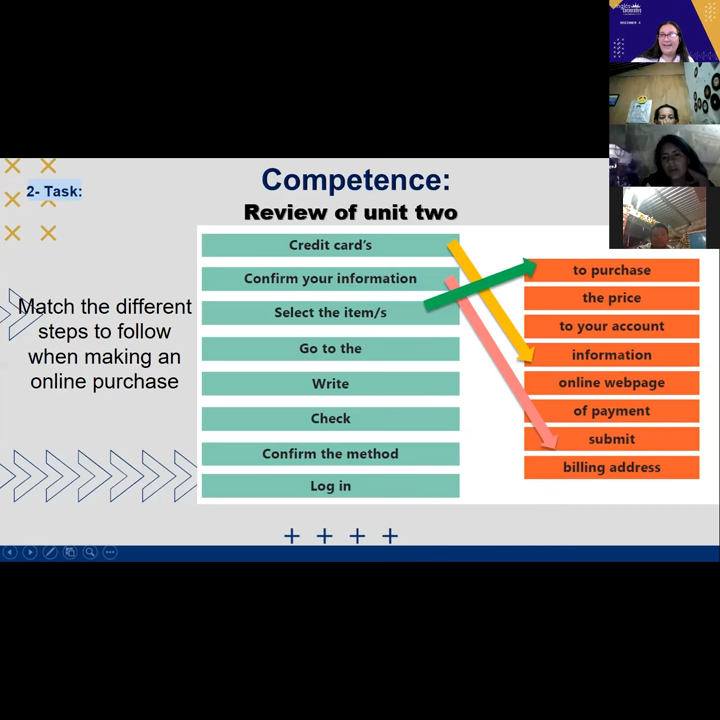 2- Task:
Competence:
Review of unit two
Match the different
steps to follow
when making an
online purchase
Credit card's
Confirm your information
Select the item/s
Go to the
Write
Check
Confirm the method
Log in
to purchase
the price
to your account
information
online webpage
of payment
submit
billing address